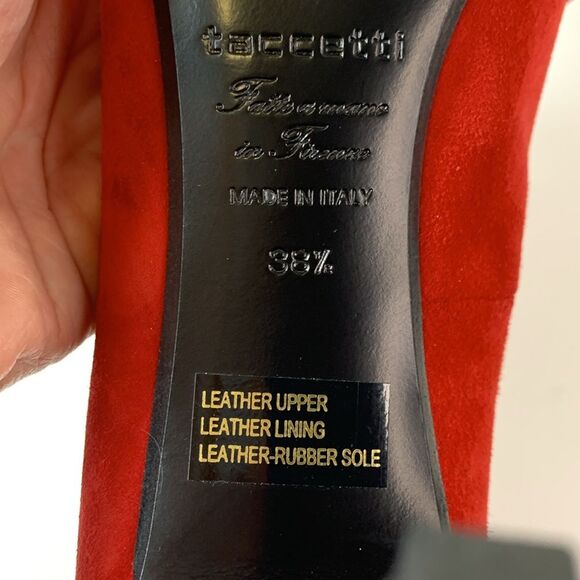 taccetti
Fatto a mano
in Firenze
MADE IN ITALY
38½
LEATHER UPPER
LEATHER LINING
LEATHER-RUBBER SOLE